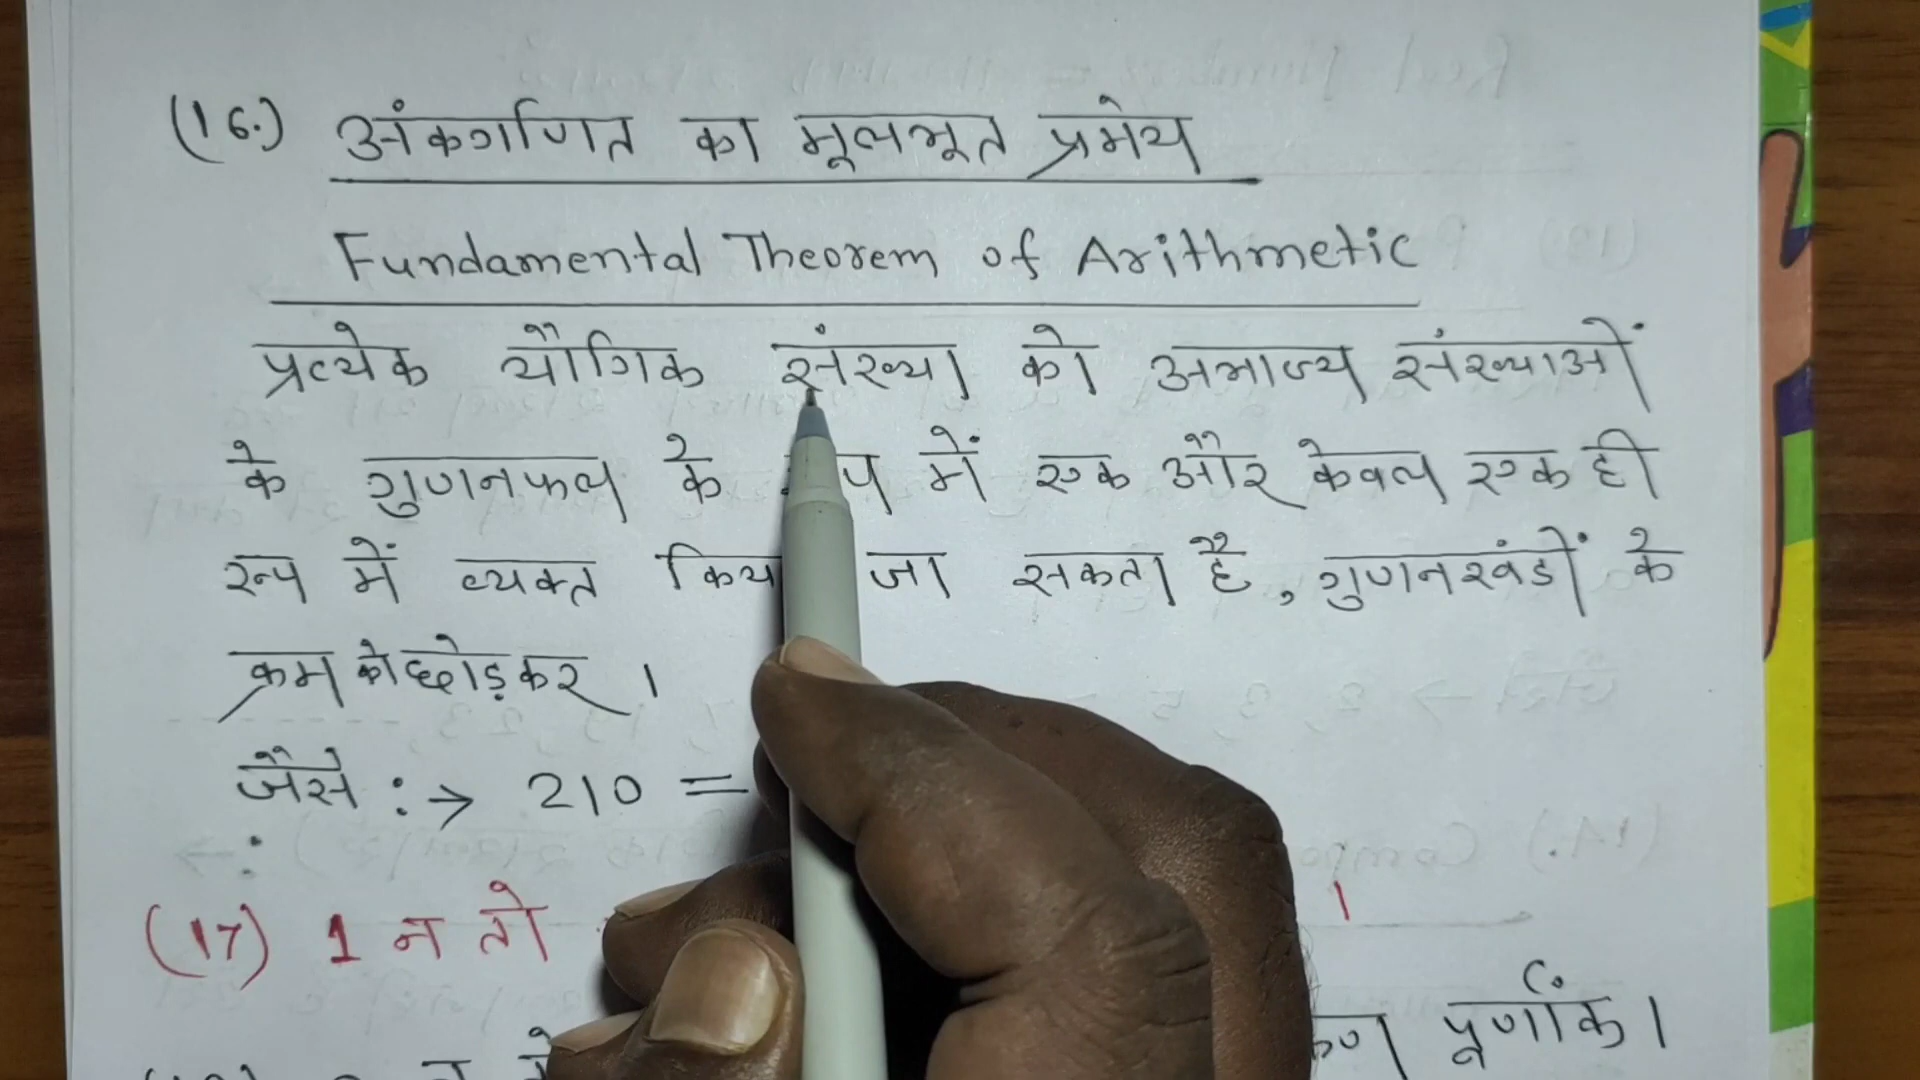 (16.) अंकगणित का मूलभूत प्रमेय
Fundamental Theorem of Arithmetic
प्रत्येक यौगिक संख्या को अभाज्य संख्याओं
के गुणनफल के में एक और केवल एक ही
रूप में व्यक्त जा सकता है, गुणनखंडों के
क्रम को छोड़कर ।
जैसे :→ 210 =
(17) 1 न तो ।
पूर्णांक ।